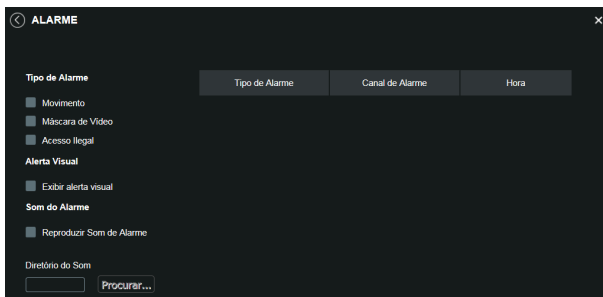 ALARME
Tipo de Alarme
Tipo de Alarme Canal de Alarme Hora
Movimento
Máscara de Vídeo
Acesso Ilegal
Alerta Visual
Exibir alerta visual
Som do Alarme
Reproduzir Som de Alarme
Diretório do Som
Procurar...